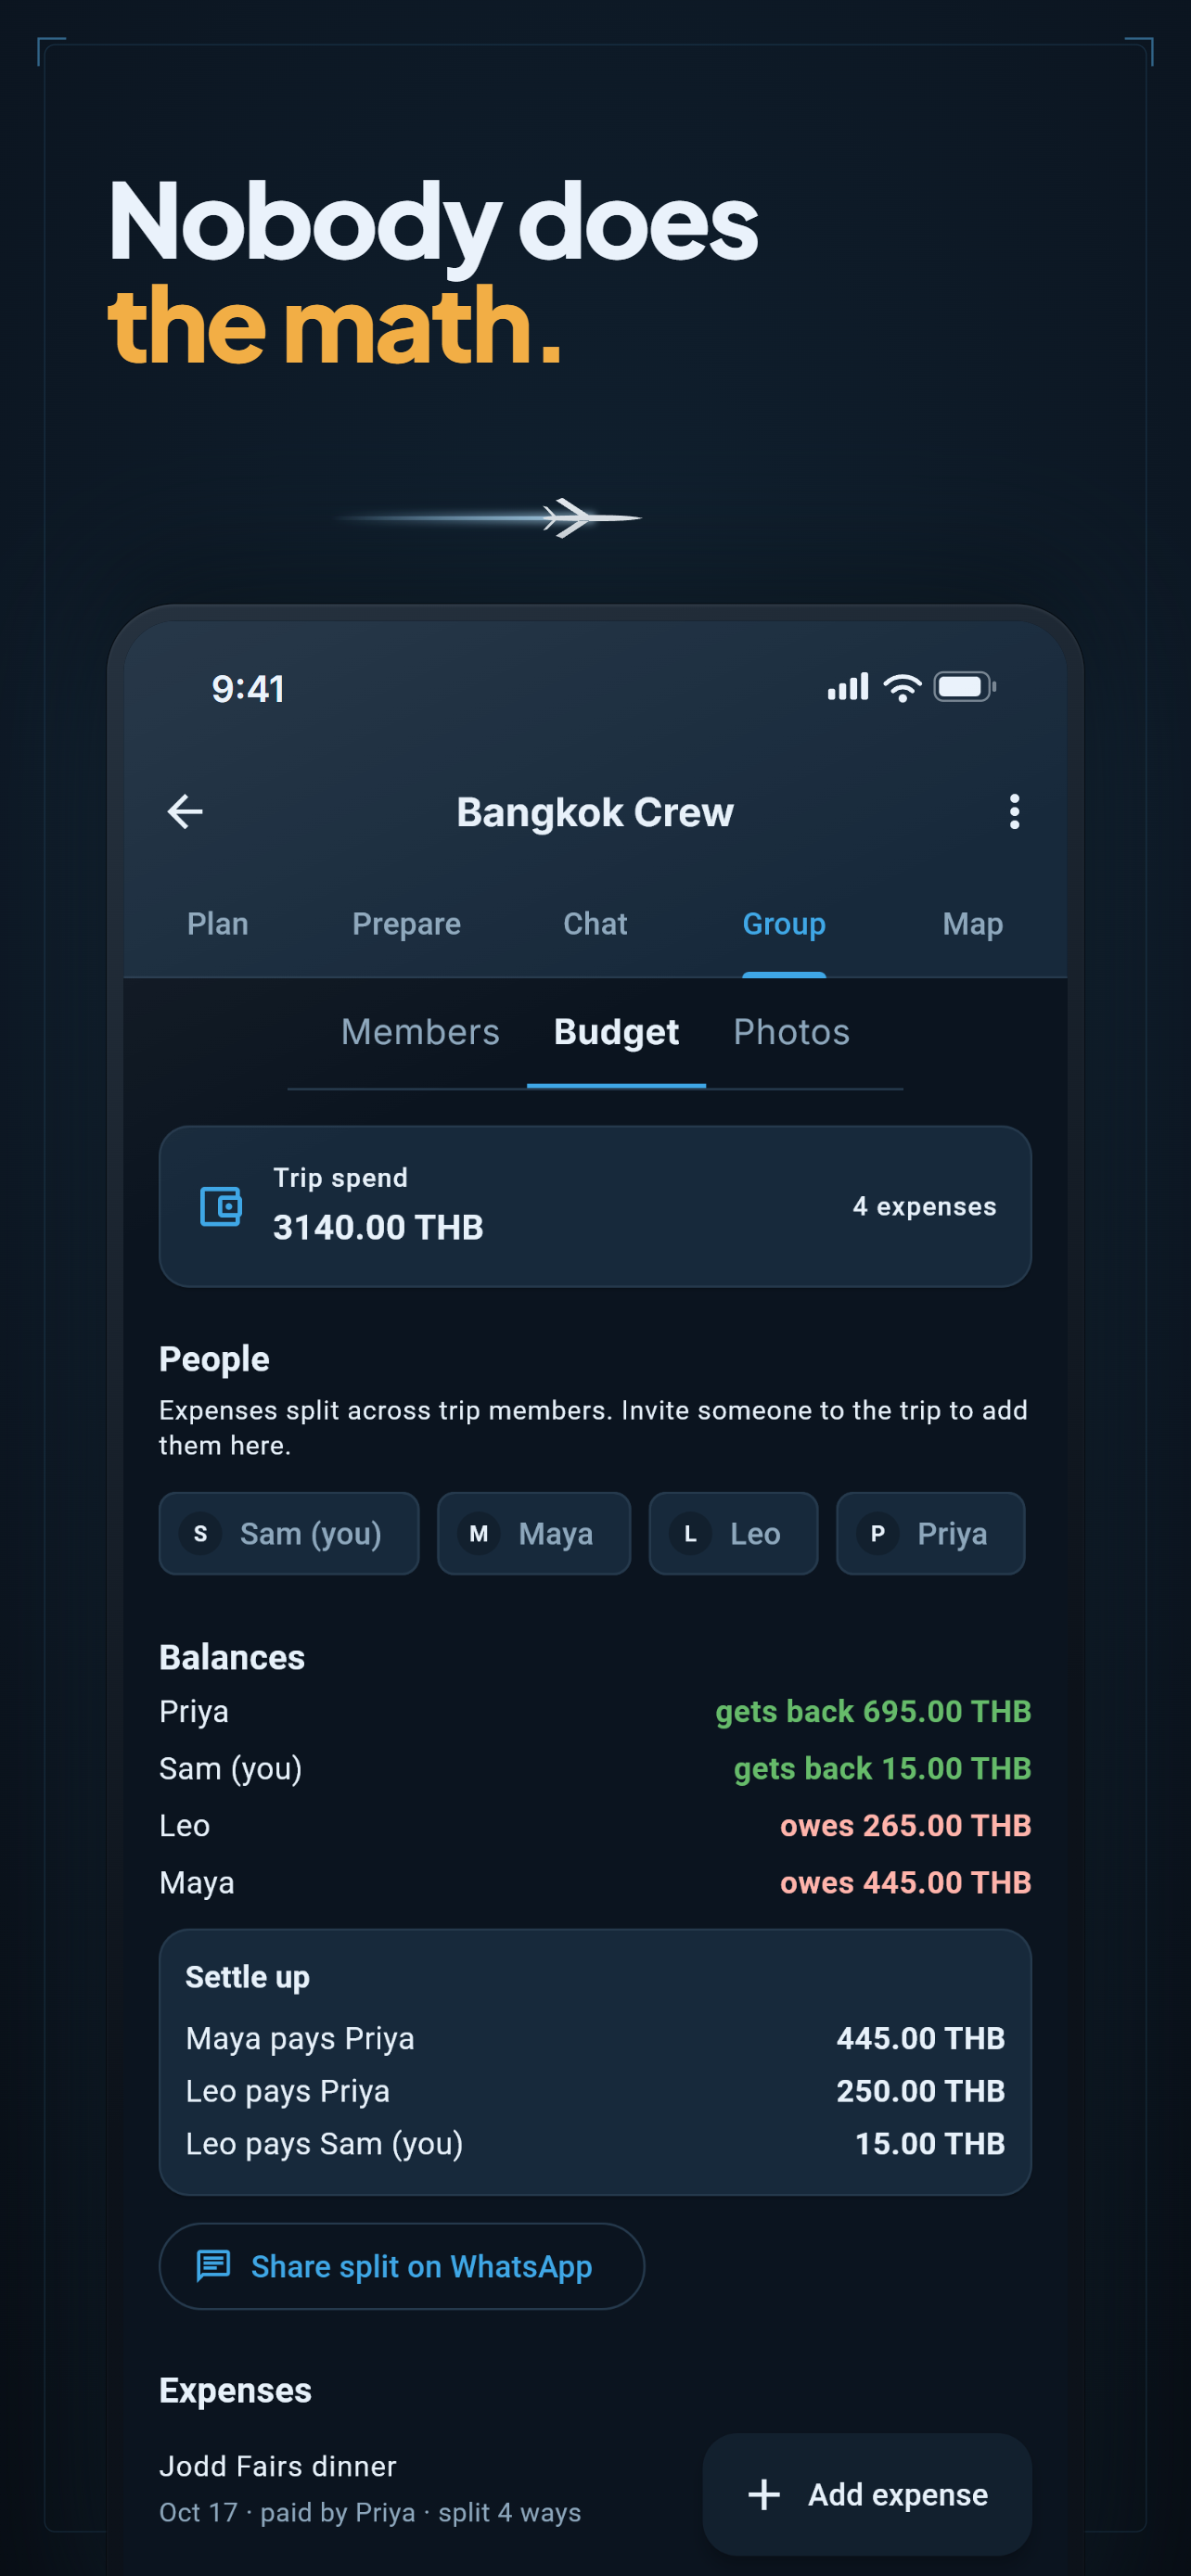 Nobody does
the math.
9:41
Bangkok Crew
Plan Prepare Chat Group Map
Members Budget Photos
Trip spend
3140.00 THB
4 expenses
People
Expenses split across trip members. Invite someone to the trip to add
them here.
S Sam (you) M Maya L Leo P Priya
Balances
Priya gets back 695.00 THB
Sam (you) gets back 15.00 THB
Leo owes 265.00 THB
Maya owes 445.00 THB
Settle up
Maya pays Priya 445.00 THB
Leo pays Priya 250.00 THB
Leo pays Sam (you) 15.00 THB
Share split on WhatsApp
Expenses
Jodd Fairs dinner
Oct 17 · paid by Priya · split 4 ways
Add expense